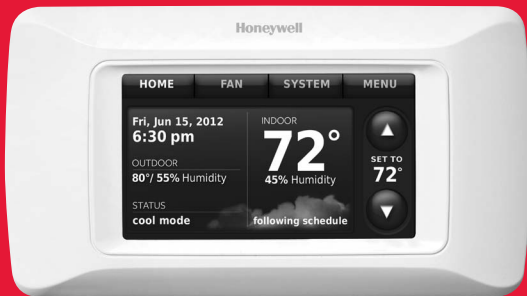 Honeywell
HOME FAN SYSTEM MENU
Fri, Jun 15, 2012
6:30 pm
OUTDOOR
80°/ 55% Humidity
STATUS
cool mode
INDOOR
72°
45% Humidity
following schedule
SET TO
72°